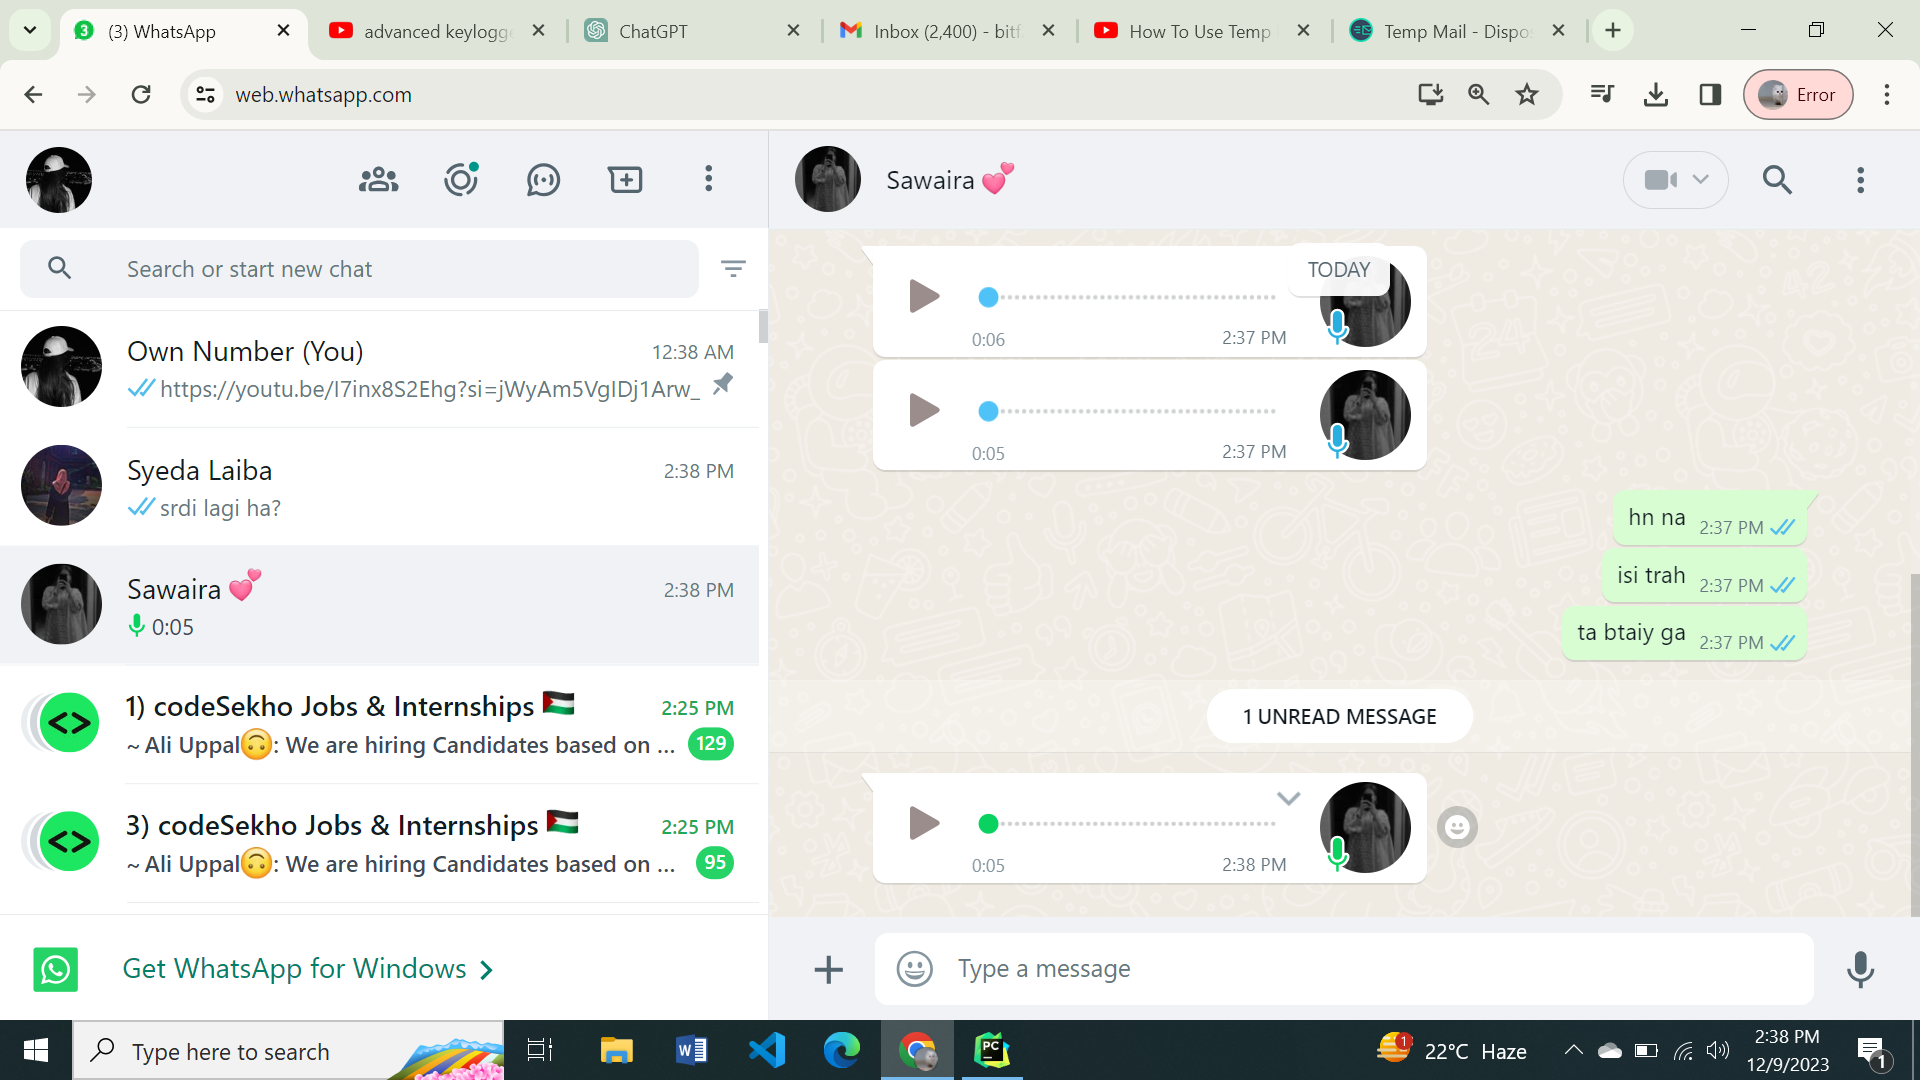 (3) WhatsApp
advanced keylogge
ChatGPT
Inbox (2,400) - bitf
How To Use Temp
Temp Mail - Dispos
web.whatsapp.com
Error
Sawaira 💕
Search or start new chat
Own Number (You)
12:38 AM
https://youtu.be/I7inx8S2Ehg?si=jWyAm5VgIDj1Arw_
Syeda Laiba
2:38 PM
srdi lagi ha?
Sawaira 💕
2:38 PM
0:05
1) codeSekho Jobs & Internships 🇵🇸
2:25 PM
~ Ali Uppal🙃: We are hiring Candidates based on ...
129
3) codeSekho Jobs & Internships 🇵🇸
2:25 PM
~ Ali Uppal🙃: We are hiring Candidates based on ...
95
Get WhatsApp for Windows
TODAY
0:06
2:37 PM
0:05
2:37 PM
hn na 2:37 PM
isi trah 2:37 PM
ta btaiy ga 2:37 PM
1 UNREAD MESSAGE
0:05
2:38 PM
Type a message
Type here to search
W
PC
1
22°C Haze
2:38 PM
12/9/2023
1